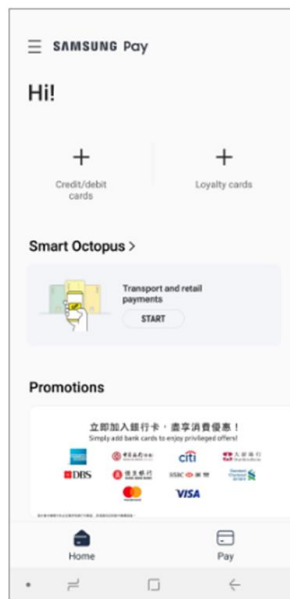 SAMSUNG Pay
Hi!
Credit/debit
cards
Loyalty cards
Smart Octopus >
Transport and retail
payments
START
Promotions
立即加入銀行卡，盡享消費優惠！
Simply add bank cards to enjoy privileged offers!
citi
DBS
HSBC
VISA
Home
Pay